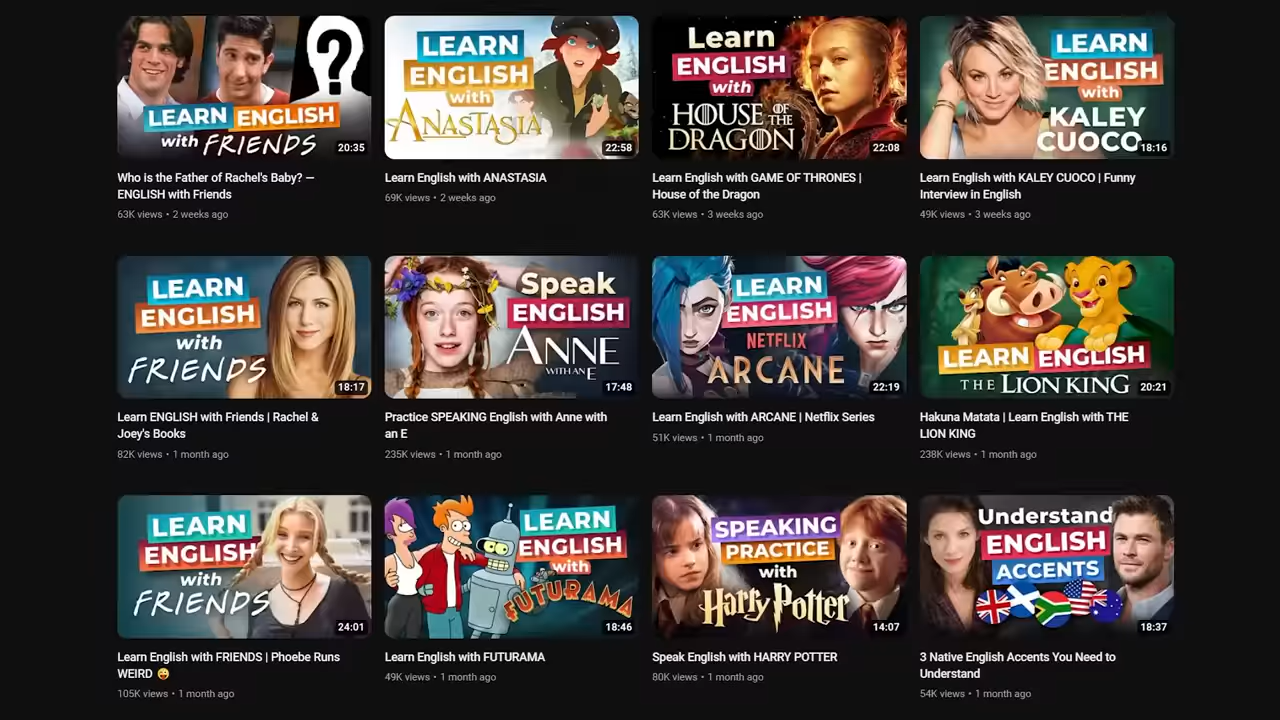 LEARN ENGLISH
with FRIENDS
20:35
Who is the Father of Rachel's Baby? —
ENGLISH with Friends
63K views • 2 weeks ago
LEARN
ENGLISH
with
ANASTASIA
22:58
Learn English with ANASTASIA
69K views • 2 weeks ago
Learn
ENGLISH
with
HOUSE OF THE
DRAGON
22:08
Learn English with GAME OF THRONES |
House of the Dragon
63K views • 3 weeks ago
LEARN
ENGLISH
with
KALEY
CUOCO
18:16
Learn English with KALEY CUOCO | Funny
Interview in English
49K views • 3 weeks ago
LEARN
ENGLISH
with
FRIENDS
18:17
Learn ENGLISH with Friends | Rachel &
Joey's Books
82K views • 1 month ago
Speak
ENGLISH
ANNE
WITH AN E
17:48
Practice SPEAKING English with Anne with
an E
235K views • 1 month ago
LEARN
ENGLISH
NETFLIX
ARCANE
22:19
Learn English with ARCANE | Netflix Series
51K views • 1 month ago
LEARN ENGLISH
THE LION KING
20:21
Hakuna Matata | Learn English with THE
LION KING
238K views • 1 month ago
LEARN
ENGLISH
with
FRIENDS
24:01
Learn English with FRIENDS | Phoebe Runs
WEIRD 😜
105K views • 1 month ago
LEARN
ENGLISH
with
FUTURAMA
18:46
Learn English with FUTURAMA
49K views • 1 month ago
SPEAKING
PRACTICE
with
Harry Potter
14:07
Speak English with HARRY POTTER
80K views • 1 month ago
Understand
ENGLISH
ACCENTS
18:37
3 Native English Accents You Need to
Understand
54K views • 1 month ago